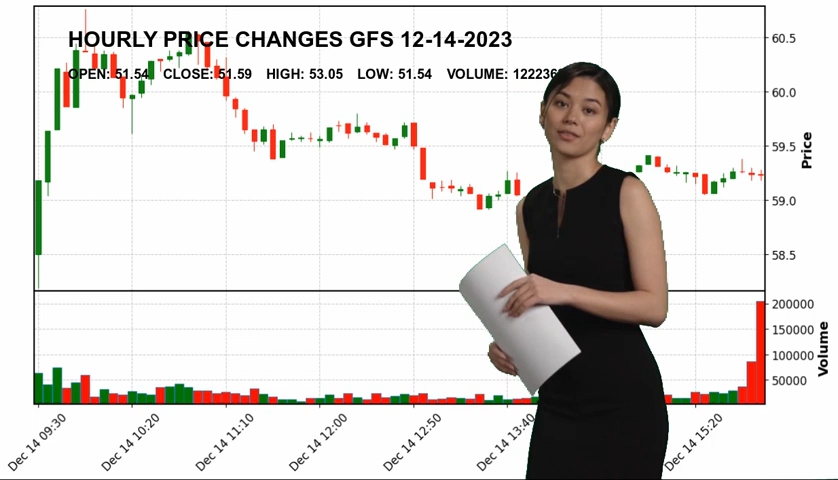 HOURLY PRICE CHANGES GFS 12-14-2023
OPEN: 51.54 CLOSE: 51.59 HIGH: 53.05 LOW: 51.54 VOLUME: 122236
60.5
60.0
59.5
59.0
58.5
Price
200000
150000
100000
50000
Volume
Dec 14 09:30
Dec 14 10:20
Dec 14 11:10
Dec 14 12:00
Dec 14 12:50
Dec 14 13:40
Dec 14 15:20